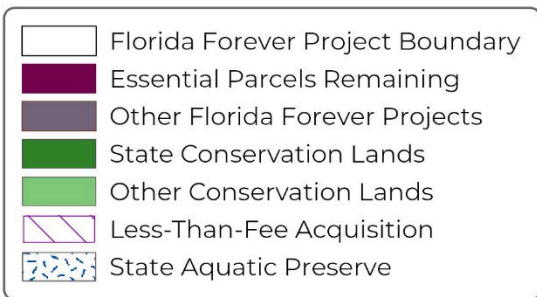 Florida Forever Project Boundary
Essential Parcels Remaining
Other Florida Forever Projects
State Conservation Lands
Other Conservation Lands
Less-Than-Fee Acquisition
State Aquatic Preserve